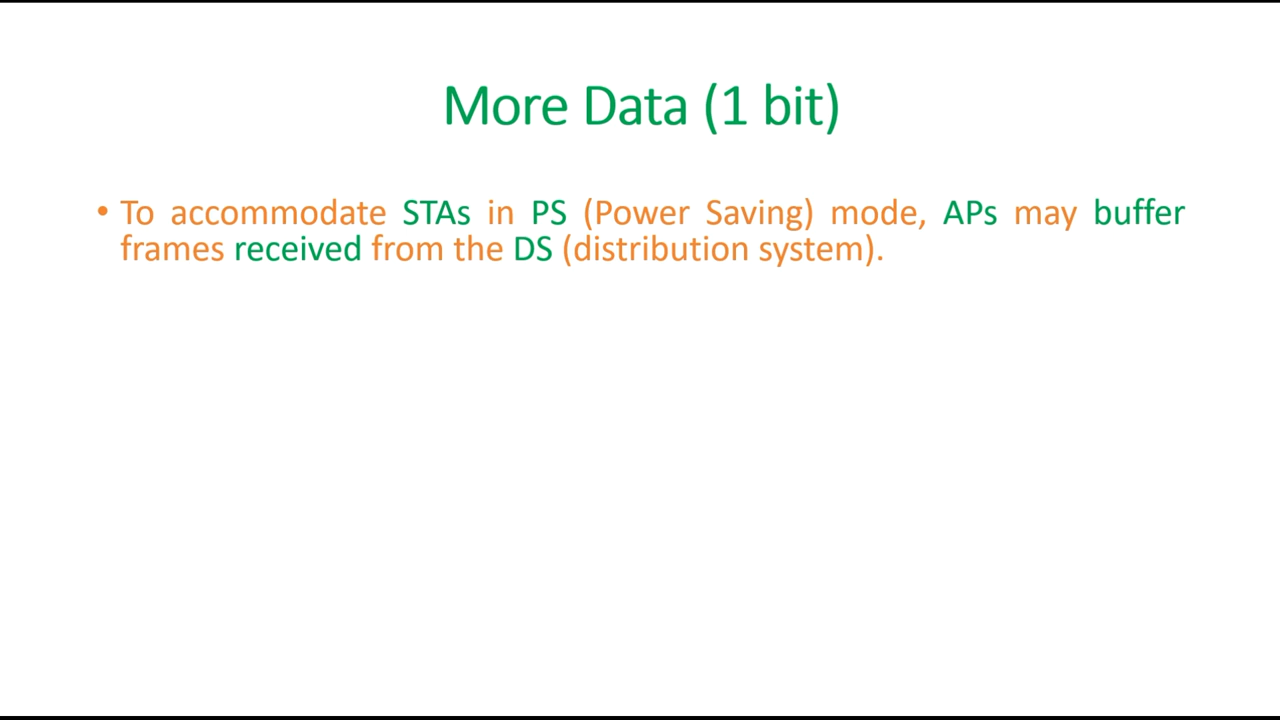 More Data (1 bit)
• To accommodate STAs in PS (Power Saving) mode, APs may buffer
frames received from the DS (distribution system).